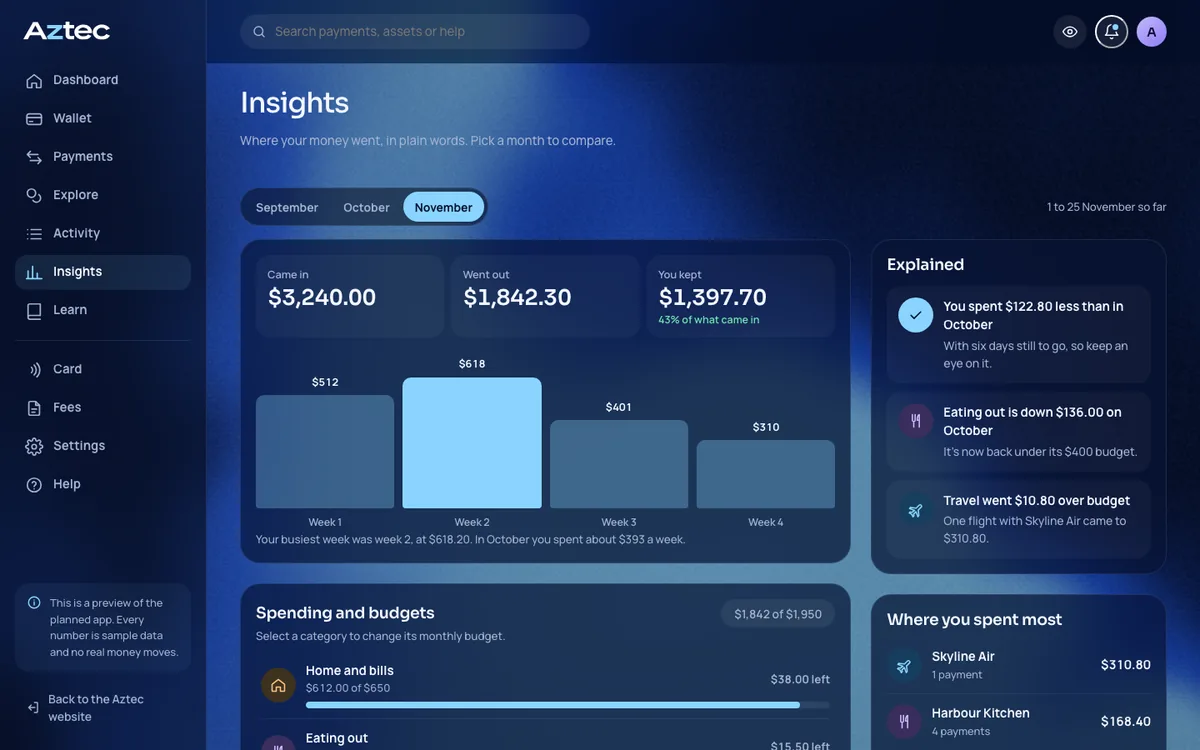 Aztec
Search payments, assets or help
A
Dashboard
Wallet
Payments
Explore
Activity
Insights
Learn
Card
Fees
Settings
Help
This is a preview of the
planned app. Every
number is sample data
and no real money moves.
Back to the Aztec
website
Insights
Where your money went, in plain words. Pick a month to compare.
September
October
November
1 to 25 November so far
Came in
$3,240.00
Went out
$1,842.30
You kept
$1,397.70
43% of what came in
$512
$618
$401
$310
Week 1
Week 2
Week 3
Week 4
Your busiest week was week 2, at $618.20. In October you spent about $393 a week.
Explained
You spent $122.80 less than in
October
With six days still to go, so keep an
eye on it.
Eating out is down $136.00 on
October
It's now back under its $400 budget.
Travel went $10.80 over budget
One flight with Skyline Air came to
$310.80.
Spending and budgets
$1,842 of $1,950
Select a category to change its monthly budget.
Home and bills
$612.00 of $650
$38.00 left
Eating out
$15.50 left
Where you spent most
Skyline Air
1 payment
$310.80
Harbour Kitchen
4 payments
$168.40